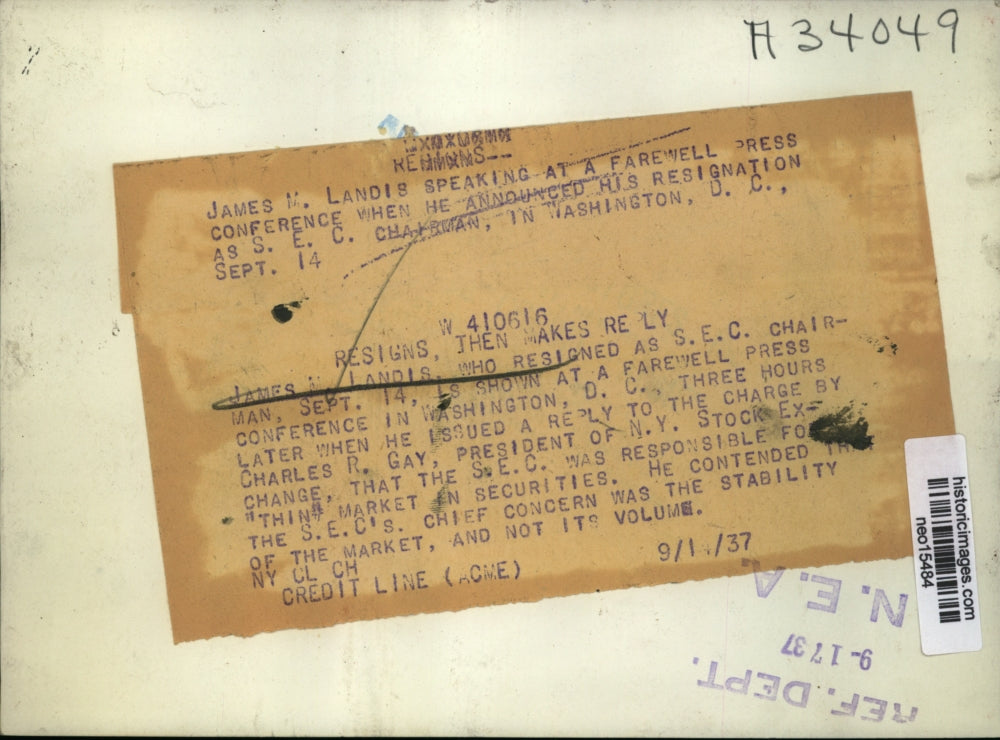 A34049
RESIGNS--
JAMES M. LANDIS SPEAKING AT A FAREWELL PRESS
CONFERENCE WHEN HE ANNOUNCED HIS RESIGNATION
AS S. E. C. CHAIRMAN, IN WASHINGTON, D. C.,
SEPT. 14
W 410616
RESIGNS, THEN MAKES REPLY
JAMES M. LANDIS, WHO RESIGNED AS S.E.C. CHAIR-
MAN, SEPT. 14, IS SHOWN AT A FAREWELL PRESS
CONFERENCE IN WASHINGTON, D. C., THREE HOURS
LATER WHEN HE ISSUED A REPLY TO THE CHARGE BY
CHARLES R. GAY, PRESIDENT OF N.Y. STOCK EX-
CHANGE, THAT THE S.E.C. WAS RESPONSIBLE FO
"THIN" MARKET IN SECURITIES. HE CONTENDED
THE S.E.C'S. CHIEF CONCERN WAS THE STABILITY
OF THE MARKET, AND NOT ITS VOLUME.
NY CL CH
CREDIT LINE (ACME)
9/14/37
historicimages.com
neo15484
N.E.A.
9-1737
REF. DEPT.